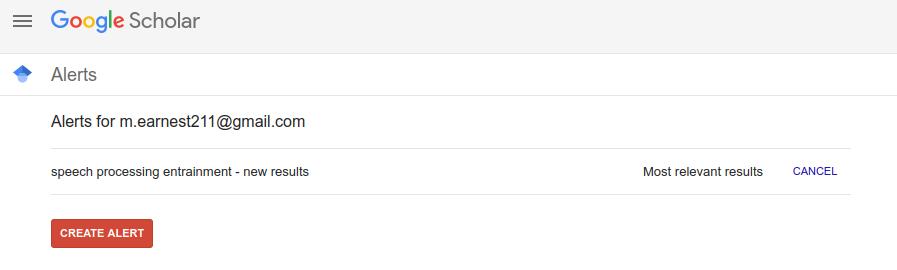 Google Scholar
Alerts
Alerts for m.earnest211@gmail.com
speech processing entrainment - new results Most relevant results CANCEL
CREATE ALERT